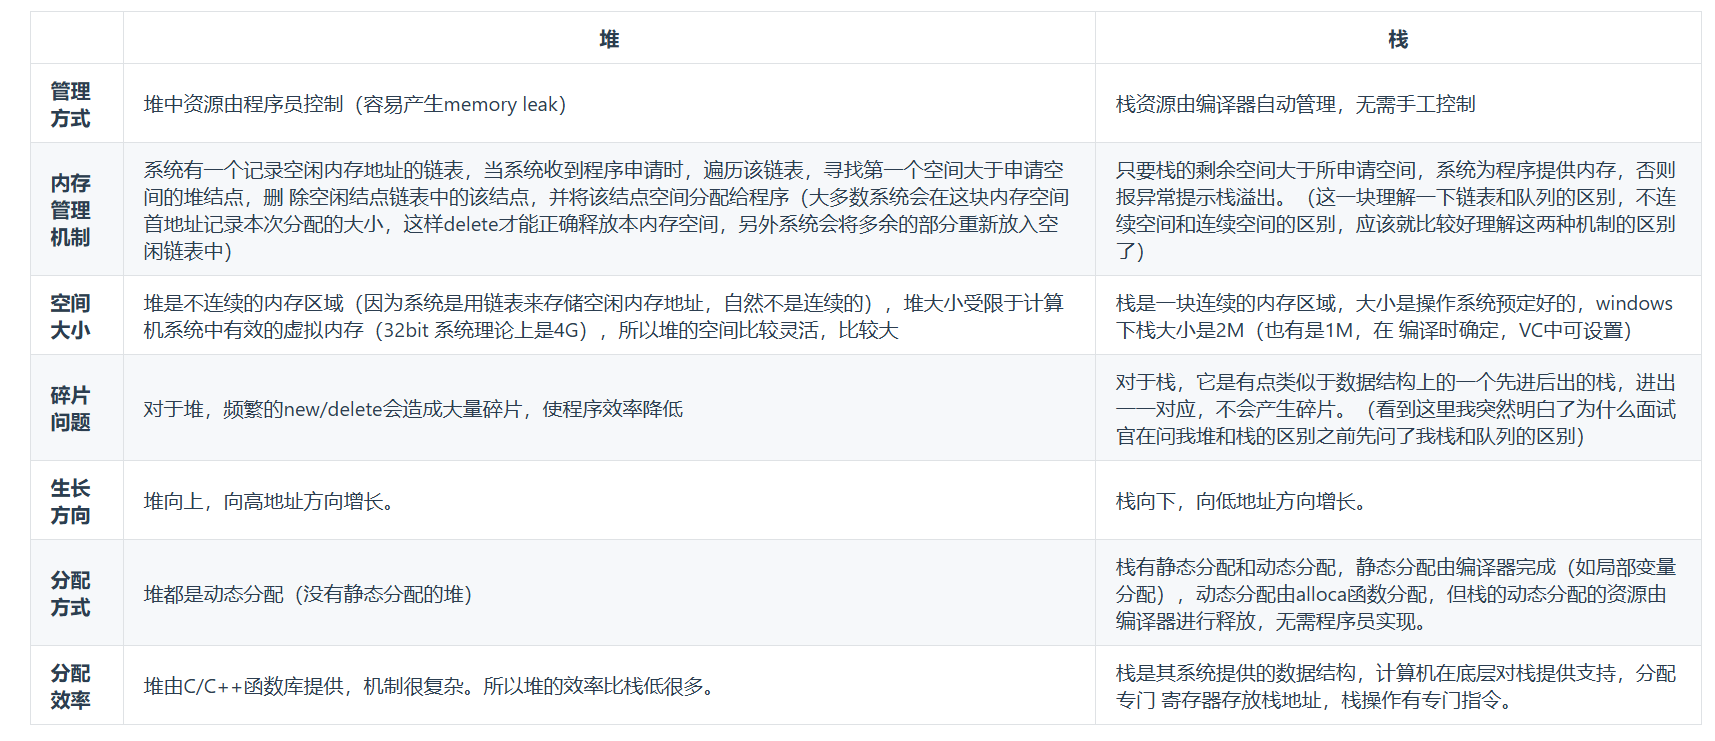 堆
栈
管理
方式
堆中资源由程序员控制（容易产生memory leak）
栈资源由编译器自动管理，无需手工控制
内存
管理
机制
系统有一个记录空闲内存地址的链表，当系统收到程序申请时，遍历该链表，寻找第一个空间大于申请空
间的堆结点，删 除空闲结点链表中的该结点，并将该结点空间分配给程序（大多数系统会在这块内存空间
首地址记录本次分配的大小，这样delete才能正确释放本内存空间，另外系统会将多余的部分重新放入空
闲链表中）
只要栈的剩余空间大于所申请空间，系统为程序提供内存，否则
报异常提示栈溢出。（这一块理解一下链表和队列的区别，不连
续空间和连续空间的区别，应该就比较好理解这两种机制的区别
了）
空间
大小
堆是不连续的内存区域（因为系统是用链表来存储空闲内存地址，自然不是连续的），堆大小受限于计算
机系统中有效的虚拟内存（32bit 系统理论上是4G），所以堆的空间比较灵活，比较大
栈是一块连续的内存区域，大小是操作系统预定好的，windows
下栈大小是2M（也有是1M，在 编译时确定，VC中可设置）
碎片
问题
对于堆，频繁的new/delete会造成大量碎片，使程序效率降低
对于栈，它是有点类似于数据结构上的一个先进后出的栈，进出
一一对应，不会产生碎片。（看到这里我突然明白了为什么面试
官在问我堆和栈的区别之前先问了我栈和队列的区别）
生长
方向
堆向上，向高地址方向增长。
栈向下，向低地址方向增长。
分配
方式
堆都是动态分配（没有静态分配的堆）
栈有静态分配和动态分配，静态分配由编译器完成（如局部变量
分配），动态分配由alloca函数分配，但栈的动态分配的资源由
编译器进行释放，无需程序员实现。
分配
效率
堆由C/C++函数库提供，机制很复杂。所以堆的效率比栈低很多。
栈是其系统提供的数据结构，计算机在底层对栈提供支持，分配
专门 寄存器存放栈地址，栈操作有专门指令。